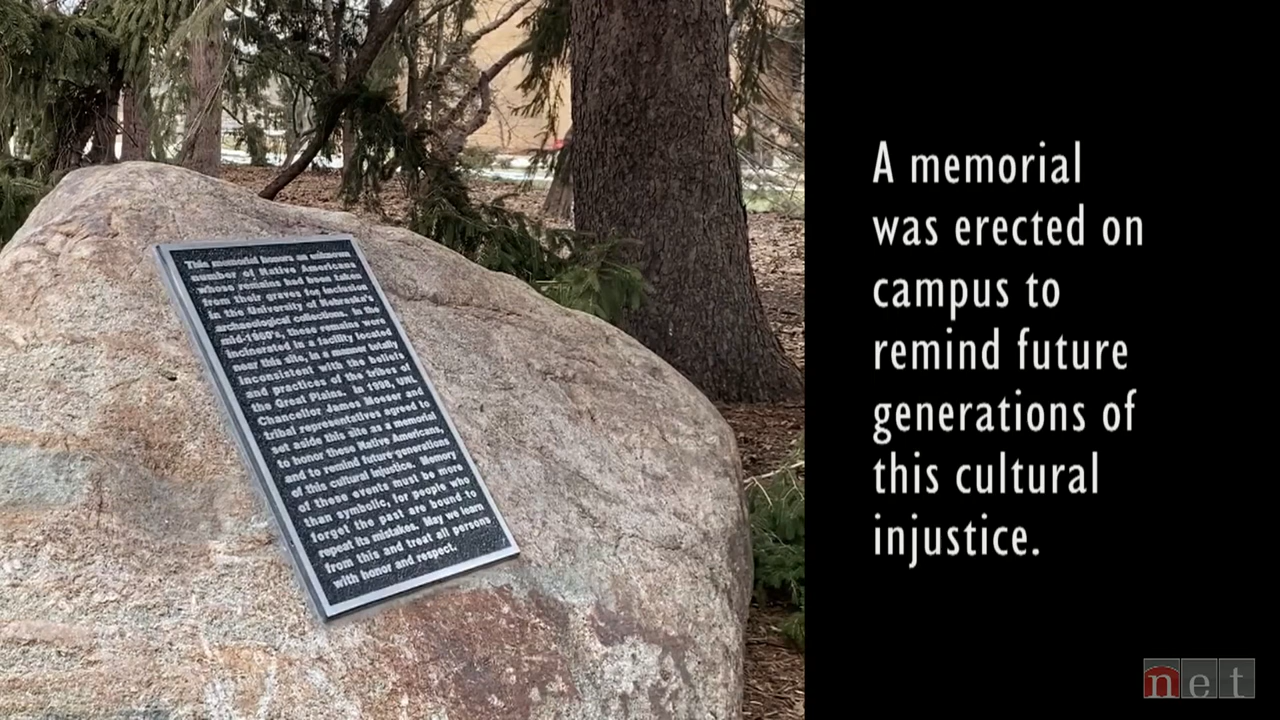 This memorial honors an unknown
number of Native Americans
whose remains had been taken
from their graves for inclusion
in the University of Nebraska's
archaeological collections. In the
mid-1960's, these remains were
incinerated in a facility located
near this site, in a manner totally
inconsistent with the beliefs
and practices of the tribes of
the Great Plains. In 1998, UNL
Chancellor James Moeser and
tribal representatives agreed to
set aside this site as a memorial
to honor these Native Americans,
and to remind future generations
of this cultural injustice. Memory
of these events must be more
than symbolic, for people who
forget the past are bound to
repeat its mistakes. May we learn
from this and treat all persons
with honor and respect.
A memorial
was erected on
campus to
remind future
generations of
this cultural
injustice.
net